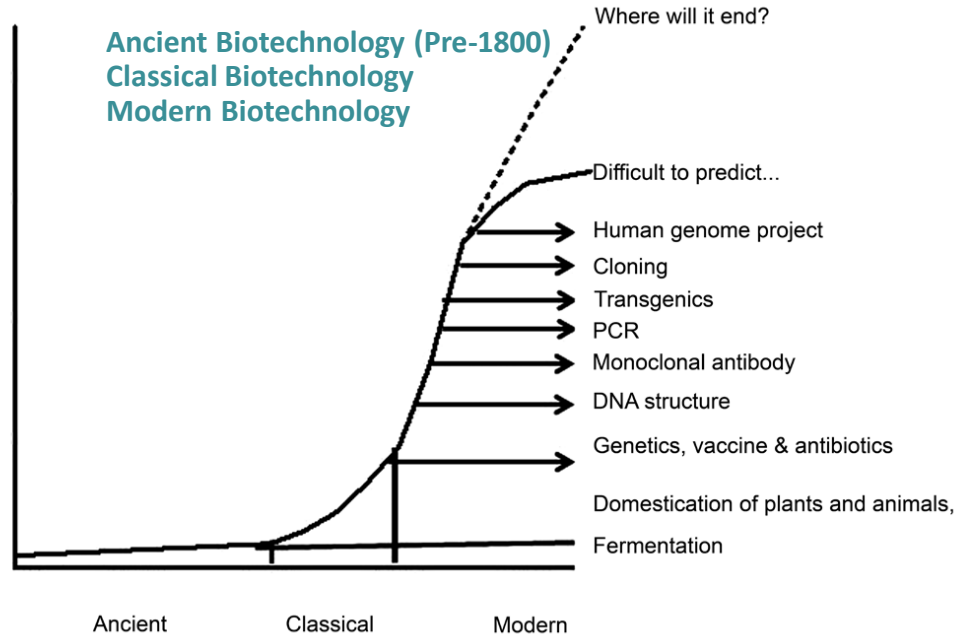 Where will it end?
Ancient Biotechnology (Pre-1800)
Classical Biotechnology
Modern Biotechnology
Difficult to predict...
Human genome project
Cloning
Transgenics
PCR
Monoclonal antibody
DNA structure
Genetics, vaccine & antibiotics
Domestication of plants and animals,
Fermentation
Ancient Classical Modern